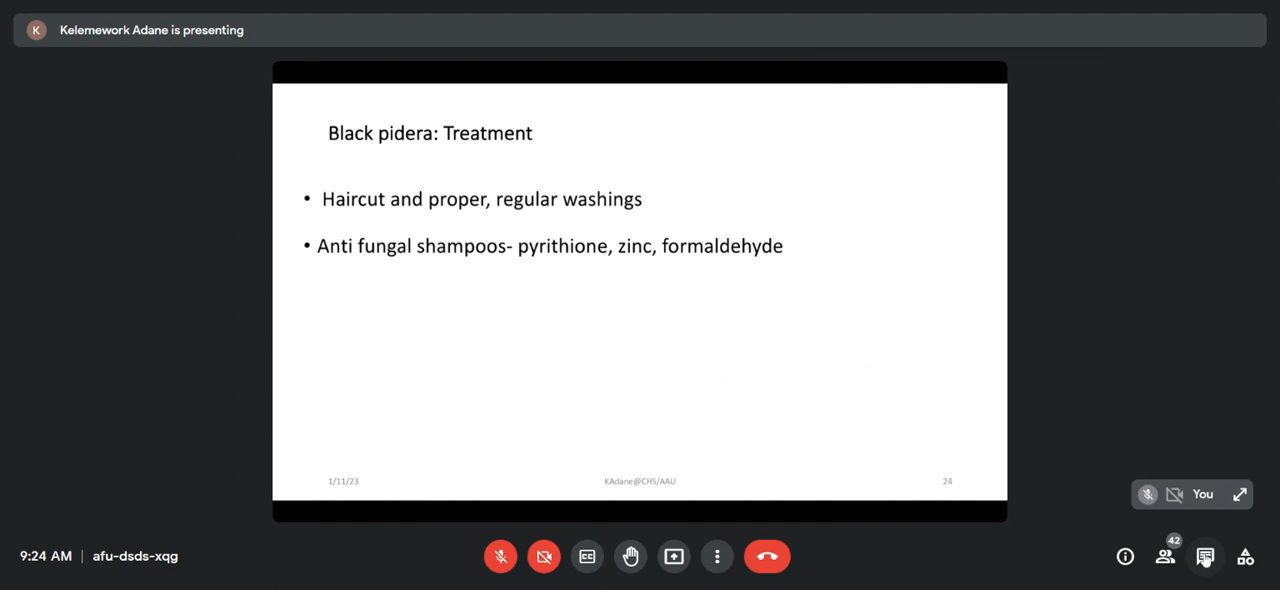 K Kelemework Adane is presenting
Black pidera: Treatment
• Haircut and proper, regular washings
• Anti fungal shampoos- pyrithione, zinc, formaldehyde
1/11/23 KAdane@CHS/AAU 24
You
42
9:24 AM | afu-dsds-xqg
CC